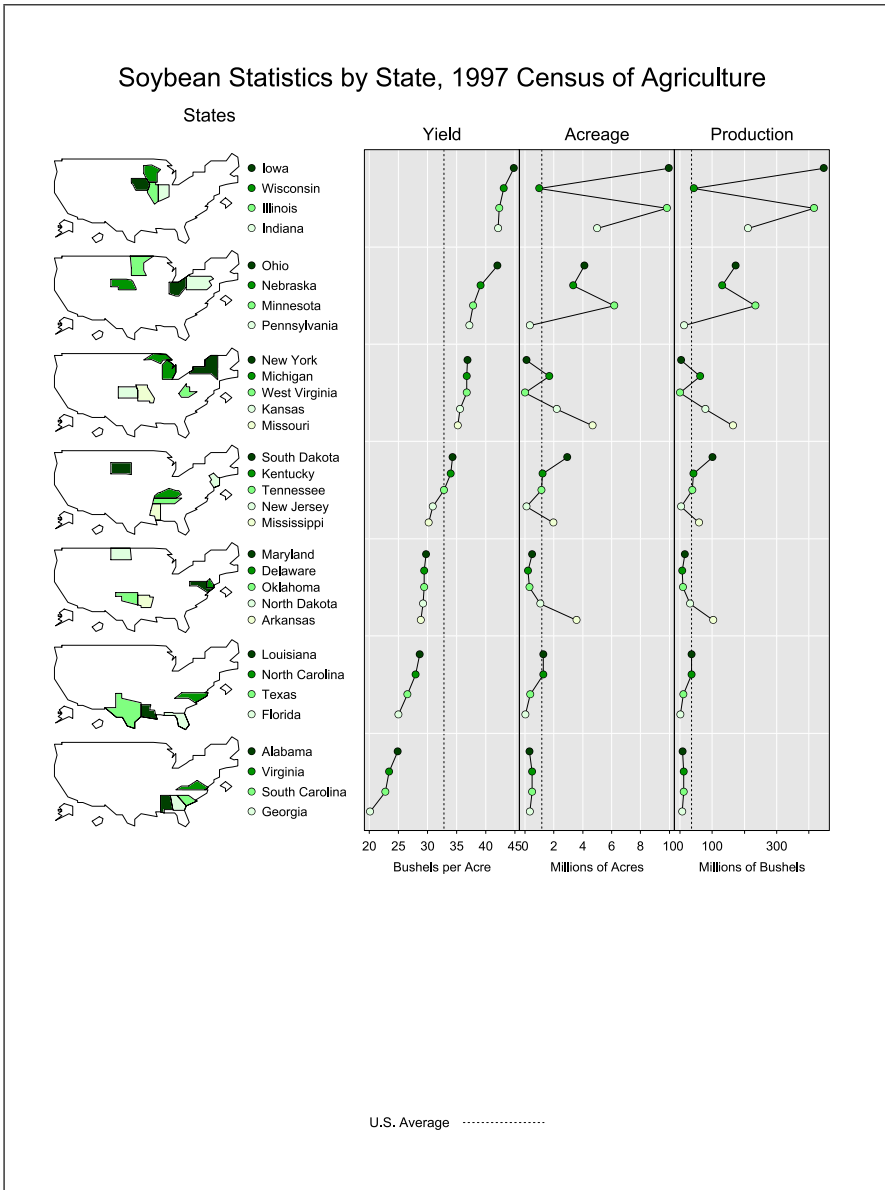 Soybean Statistics by State, 1997 Census of Agriculture
States
Yield Acreage Production
Iowa
Wisconsin
Illinois
Indiana
Ohio
Nebraska
Minnesota
Pennsylvania
New York
Michigan
West Virginia
Kansas
Missouri
South Dakota
Kentucky
Tennessee
New Jersey
Mississippi
Maryland
Delaware
Oklahoma
North Dakota
Arkansas
Louisiana
North Carolina
Texas
Florida
Alabama
Virginia
South Carolina
Georgia
20 25 30 35 40 45 0 2 4 6 8 10 0 100 300
Bushels per Acre Millions of Acres Millions of Bushels
U.S. Average